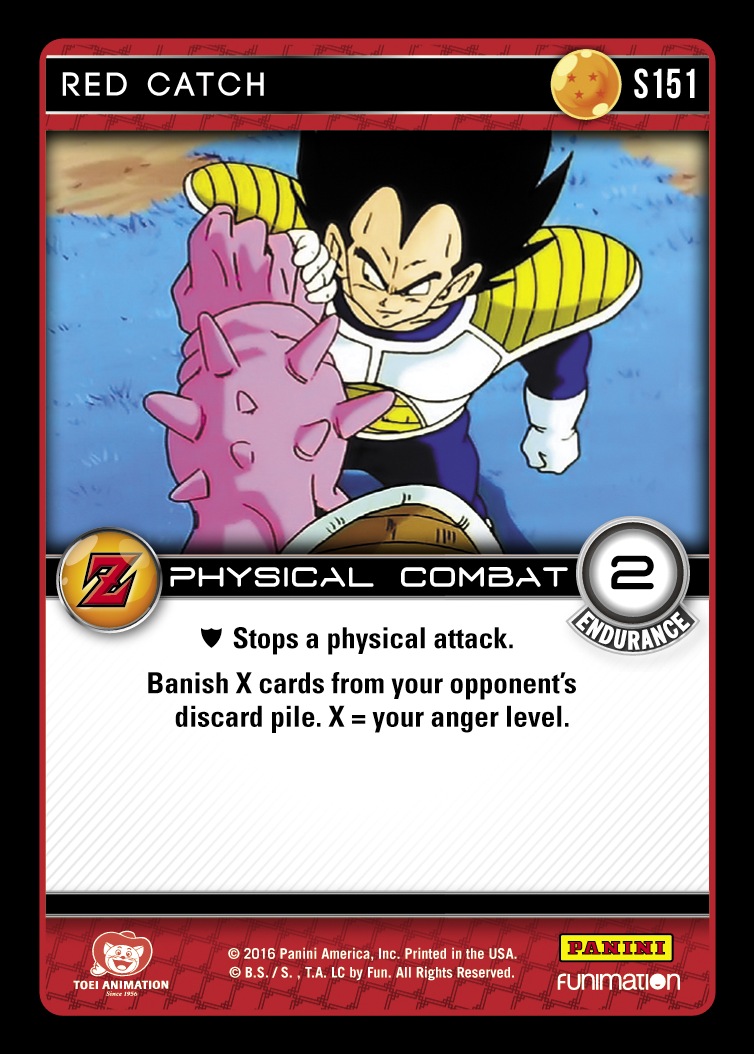 RED CATCH
S151
Z
PHYSICAL COMBAT
2
ENDURANCE
Stops a physical attack.
Banish X cards from your opponent's
discard pile. X = your anger level.
TOEI ANIMATION
Since 1956
© 2016 Panini America, Inc. Printed in the USA.
© B.S. / S. , T.A. LC by Fun. All Rights Reserved.
PANINI
FUNIMATION